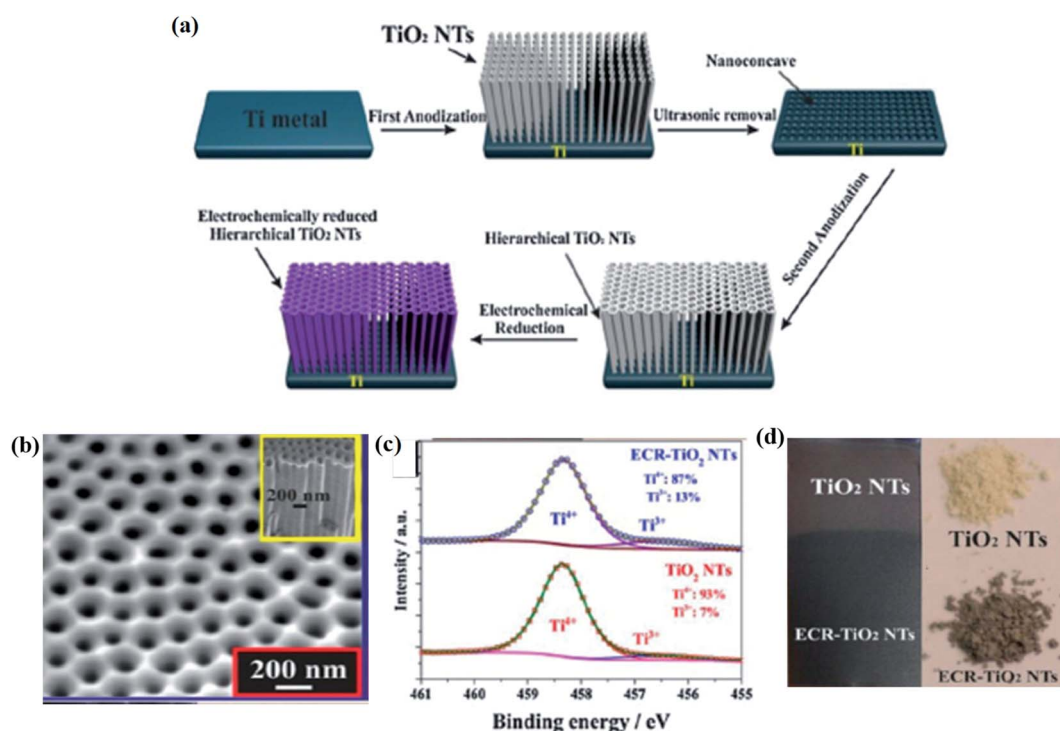 (a)
TiO₂ NTs
Nanoconcave
Ti metal
First Anodization
Ultrasonic removal
Ti
Ti
Second Anodization
Electrochemically reduced
Hierarchical TiO₂ NTs
Hierarchical TiO₂ NTs
Electrochemical
Reduction
Ti
Ti
(b)
200 nm
200 nm
(c)
ECR-TiO₂ NTs
Ti⁴⁺: 87%
Ti³⁺: 13%
Ti⁴⁺
Ti³⁺
TiO₂ NTs
Ti⁴⁺: 93%
Ti³⁺: 7%
Ti⁴⁺
Ti³⁺
Intensity / a.u.
461 460 459 458 457 456 455
Binding energy / eV
(d)
TiO₂ NTs
TiO₂ NTs
ECR-TiO₂ NTs
ECR-TiO₂ NTs